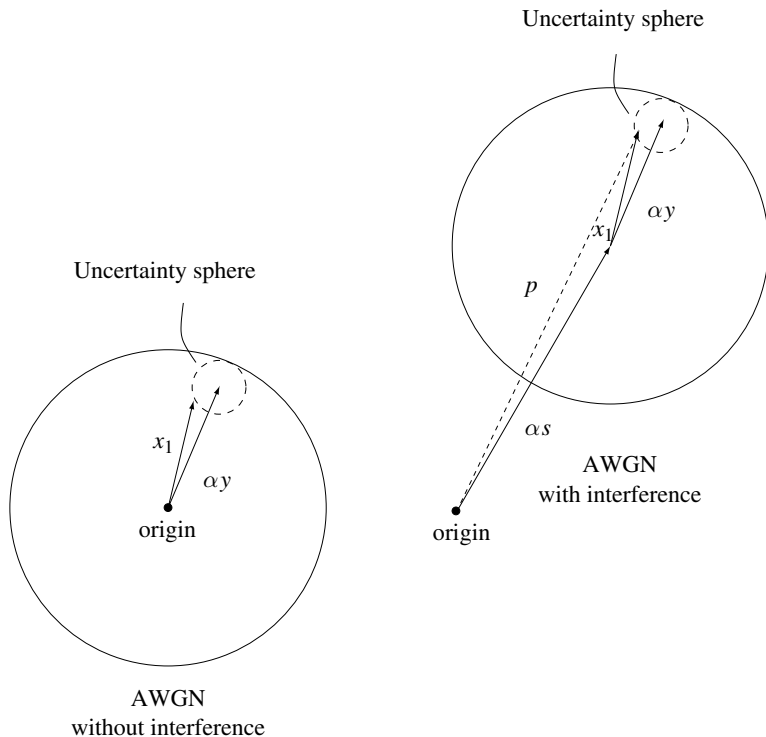 Uncertainty sphere
x₁
αy
origin
AWGN
without interference
Uncertainty sphere
αy
x₁
p
αs
AWGN
with interference
origin